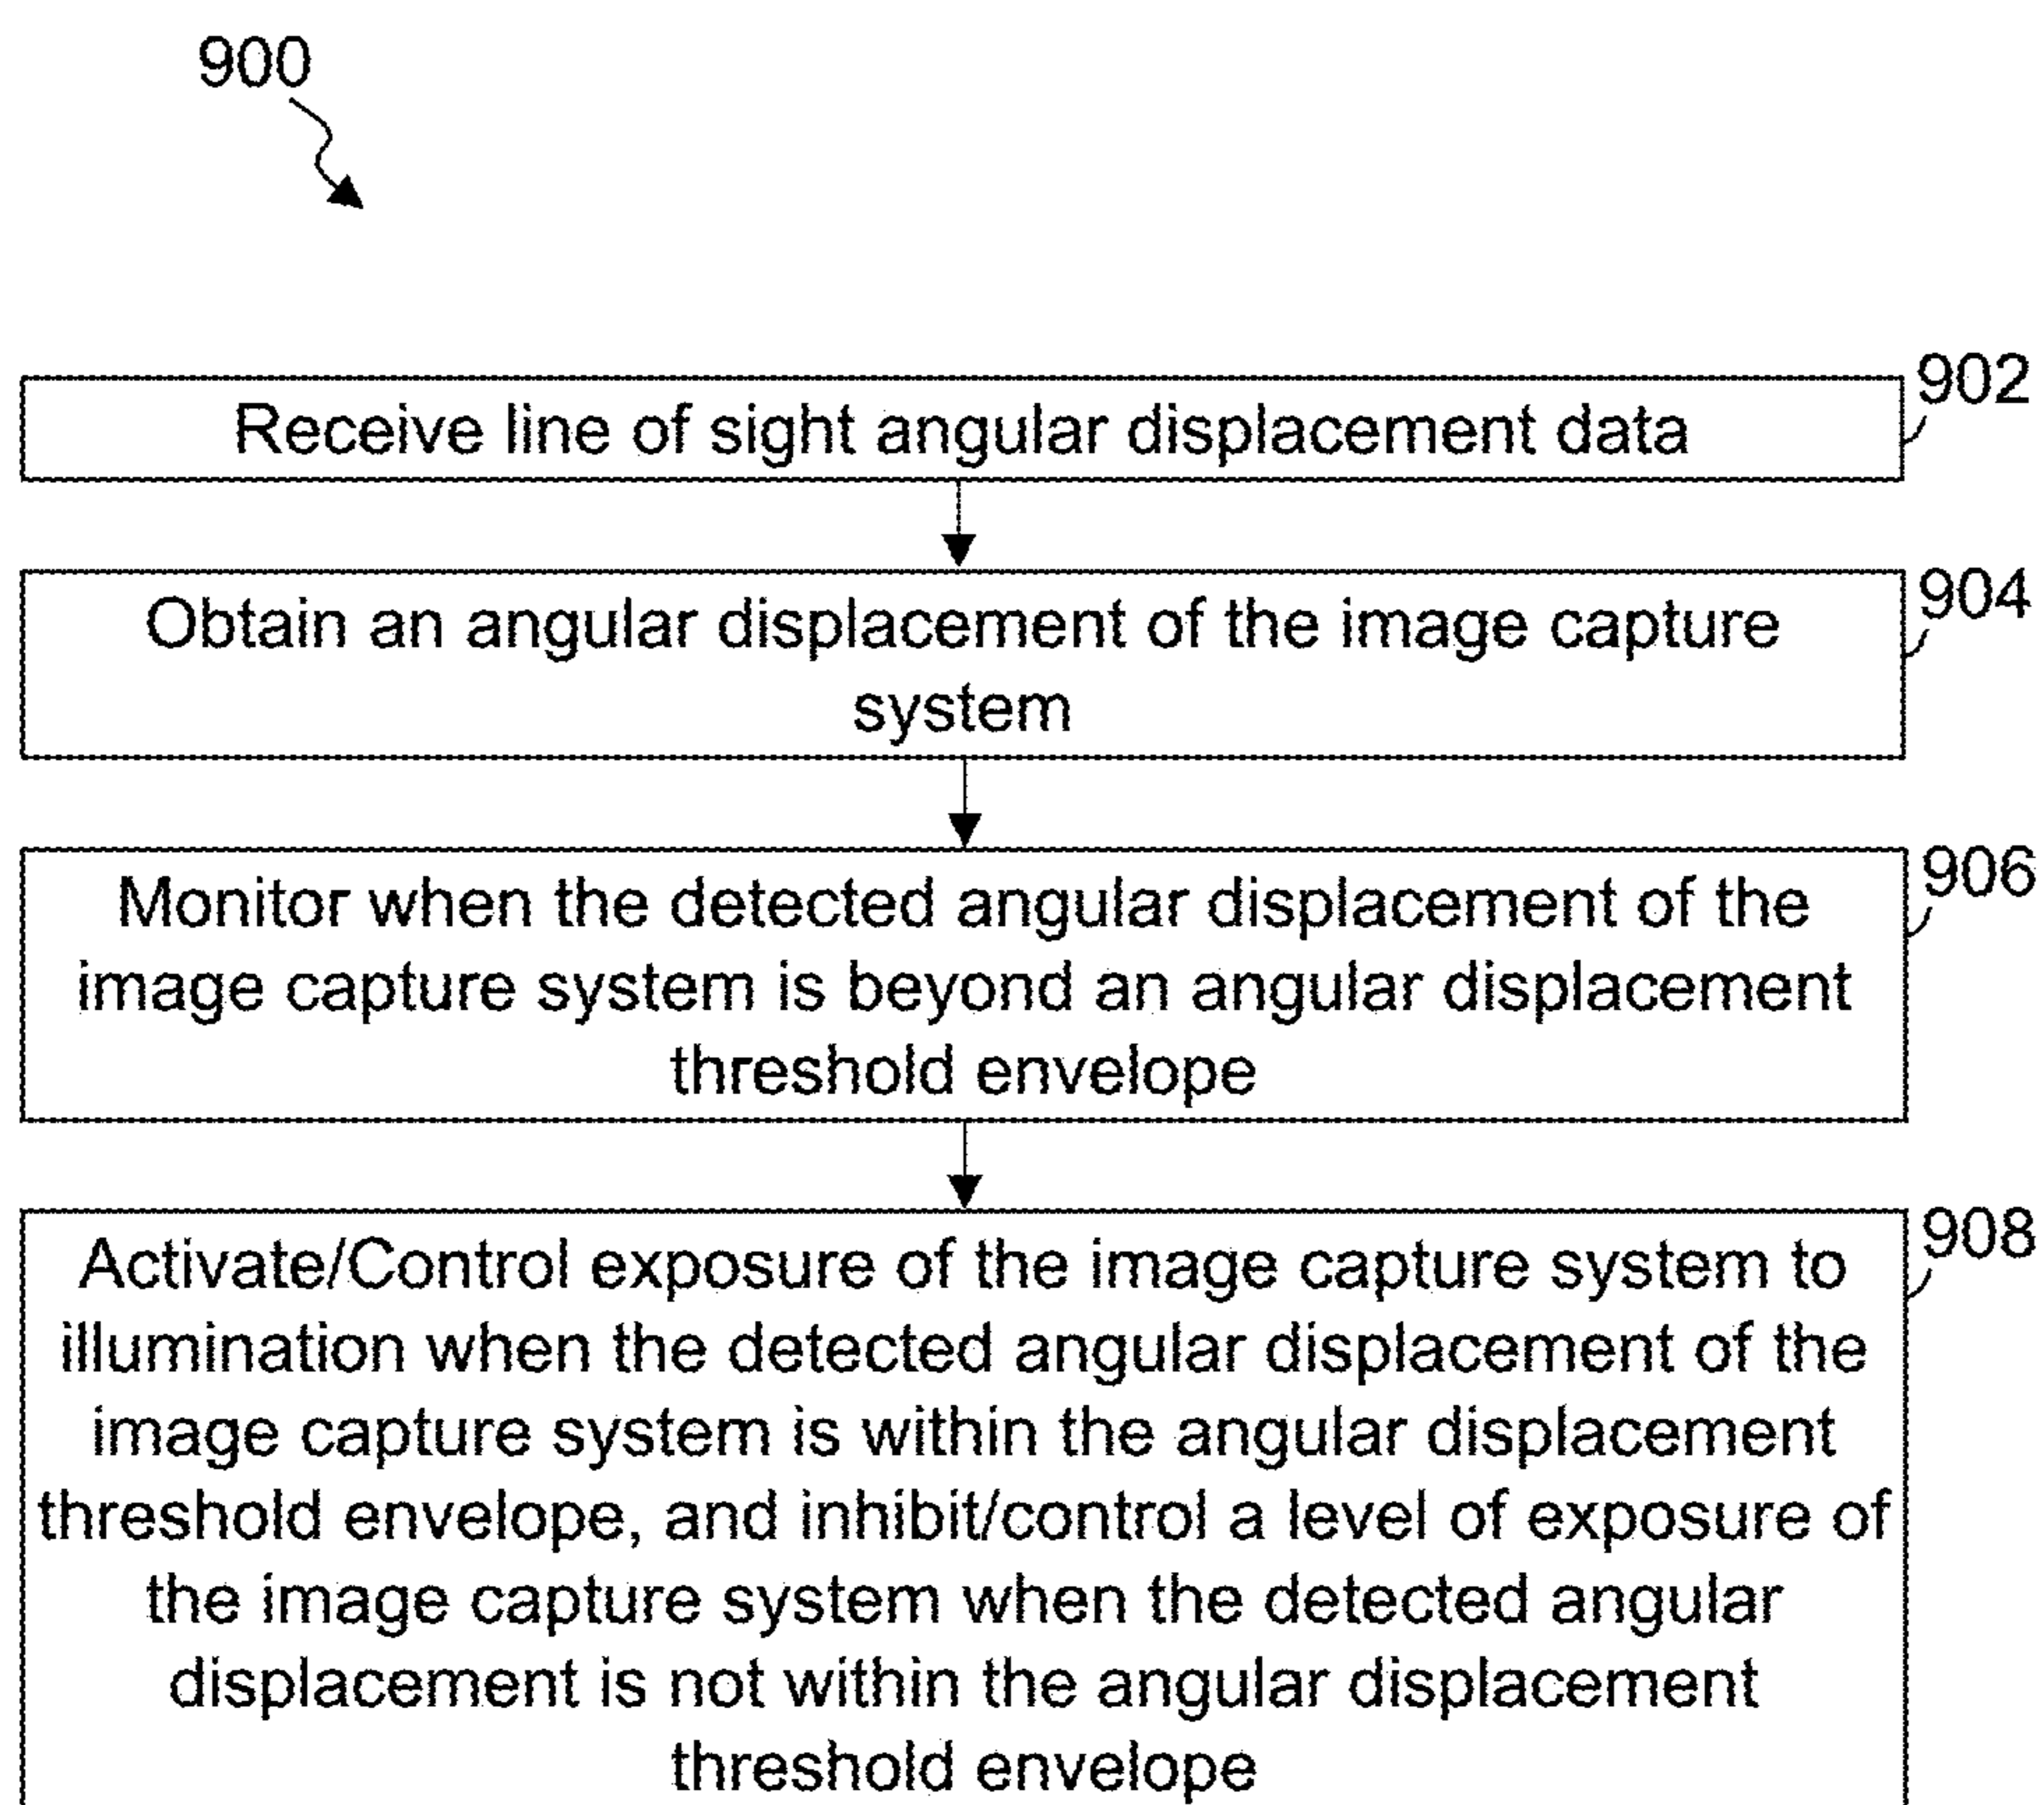 900
902
Receive line of sight angular displacement data
904
Obtain an angular displacement of the image capture
system
906
Monitor when the detected angular displacement of the
image capture system is beyond an angular displacement
threshold envelope
908
Activate/Control exposure of the image capture system to
illumination when the detected angular displacement of the
image capture system is within the angular displacement
threshold envelope, and inhibit/control a level of exposure of
the image capture system when the detected angular
displacement is not within the angular displacement
threshold envelope